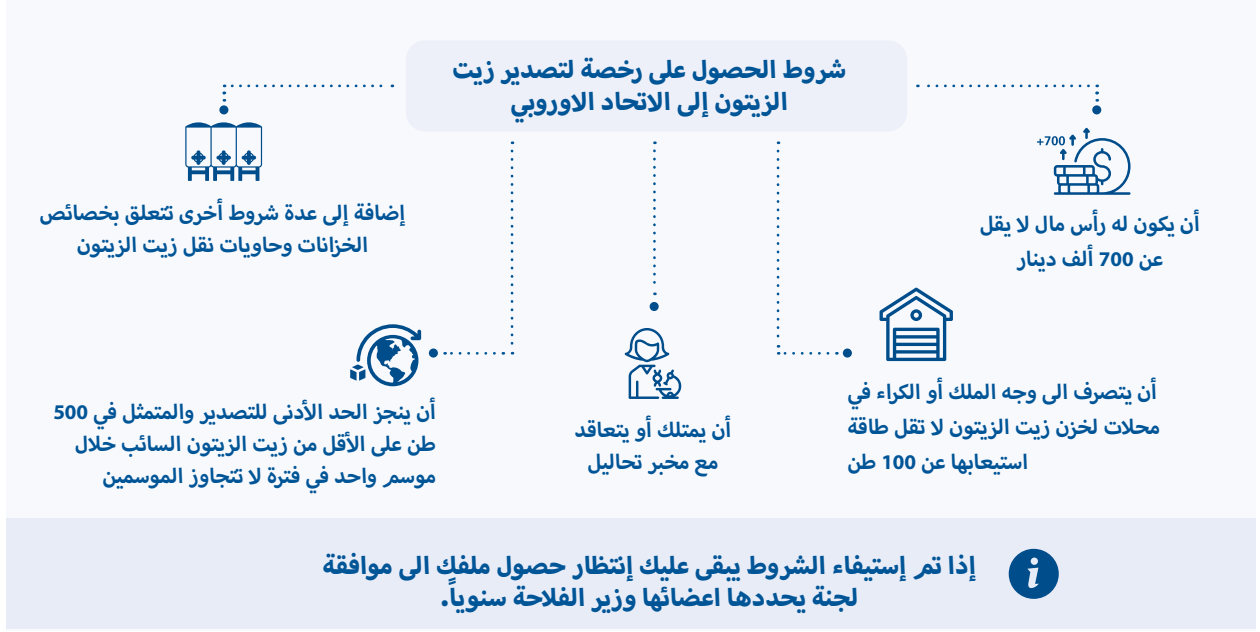 شروط الحصول على رخصة لتصدير زيت
الزيتون إلى الاتحاد الاوروبي
+700
أن يكون له رأس مال لا يقل
عن 700 ألف دينار
إضافة إلى عدة شروط أخرى تتعلق بخصائص
الخزانات وحاويات نقل زيت الزيتون
أن يتصرف الى وجه الملك أو الكراء في
محلات لخزن زيت الزيتون لا تقل طاقة
استيعابها عن 100 طن
أن يمتلك أو يتعاقد
مع مخبر تحاليل
أن ينجز الحد الأدنى للتصدير والمتمثل في 500
طن على الأقل من زيت الزيتون السائب خلال
موسم واحد في فترة لا تتجاوز الموسمين
إذا تم إستيفاء الشروط يبقى عليك إنتظار حصول ملفك الى موافقة
لجنة يحددها اعضائها وزير الفلاحة سنوياً.